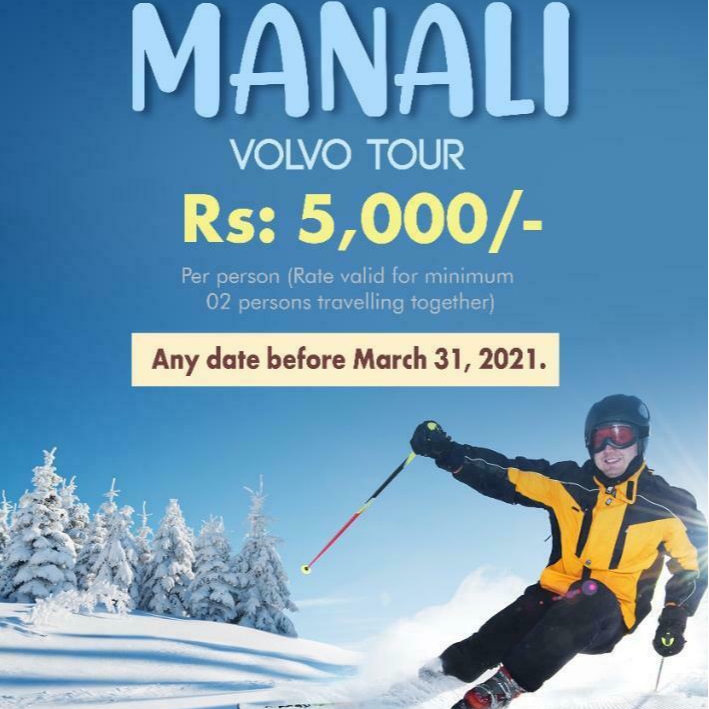 MANALI
VOLVO TOUR
Rs: 5,000/-
Per person (Rate valid for minimum
02 persons travelling together)
Any date before March 31, 2021.